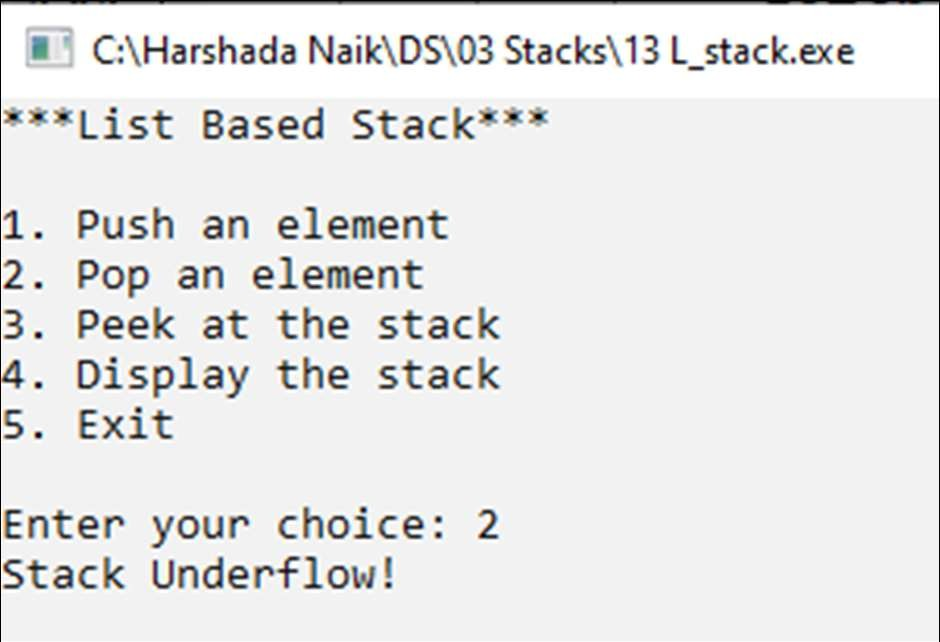 C:\Harshada Naik\DS\03 Stacks\13 L_stack.exe
***List Based Stack***
1. Push an element
2. Pop an element
3. Peek at the stack
4. Display the stack
5. Exit
Enter your choice: 2
Stack Underflow!